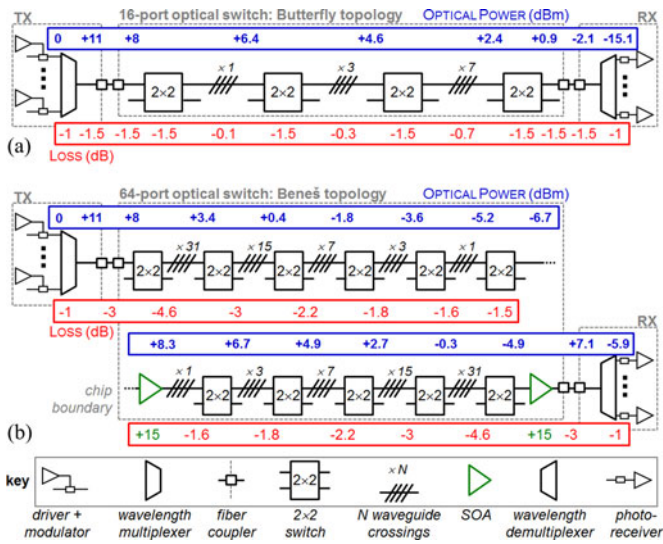 TX 16-port optical switch: Butterfly topology OPTICAL POWER (dBm) RX
0 +11 +8 +6.4 +4.6 +2.4 +0.9 -2.1 -15.1
×1 ×3 ×7
2×2 2×2 2×2 2×2
-1 -1.5 -1.5 -1.5 -0.1 -1.5 -0.3 -1.5 -0.7 -1.5 -1.5 -1.5 -1
(a) LOSS (dB)
TX 64-port optical switch: Beneš topology OPTICAL POWER (dBm)
0 +11 +8 +3.4 +0.4 -1.8 -3.6 -5.2 -6.7
×31 ×15 ×7 ×3 ×1
2×2 2×2 2×2 2×2 2×2 2×2
-1 -3 -4.6 -3 -2.2 -1.8 -1.6 -1.5
LOSS (dB) RX
+8.3 +6.7 +4.9 +2.7 -0.3 -4.9 +7.1 -5.9
×1 ×3 ×7 ×15 ×31
chip
boundary
2×2 2×2 2×2 2×2 2×2
(b) +15 -1.6 -1.8 -2.2 -3 -4.6 +15 -3 -1
key
2×2
×N
driver +
modulator
wavelength
multiplexer
fiber
coupler
2×2
switch
N waveguide
crossings
SOA
wavelength
demultiplexer
photo-
receiver